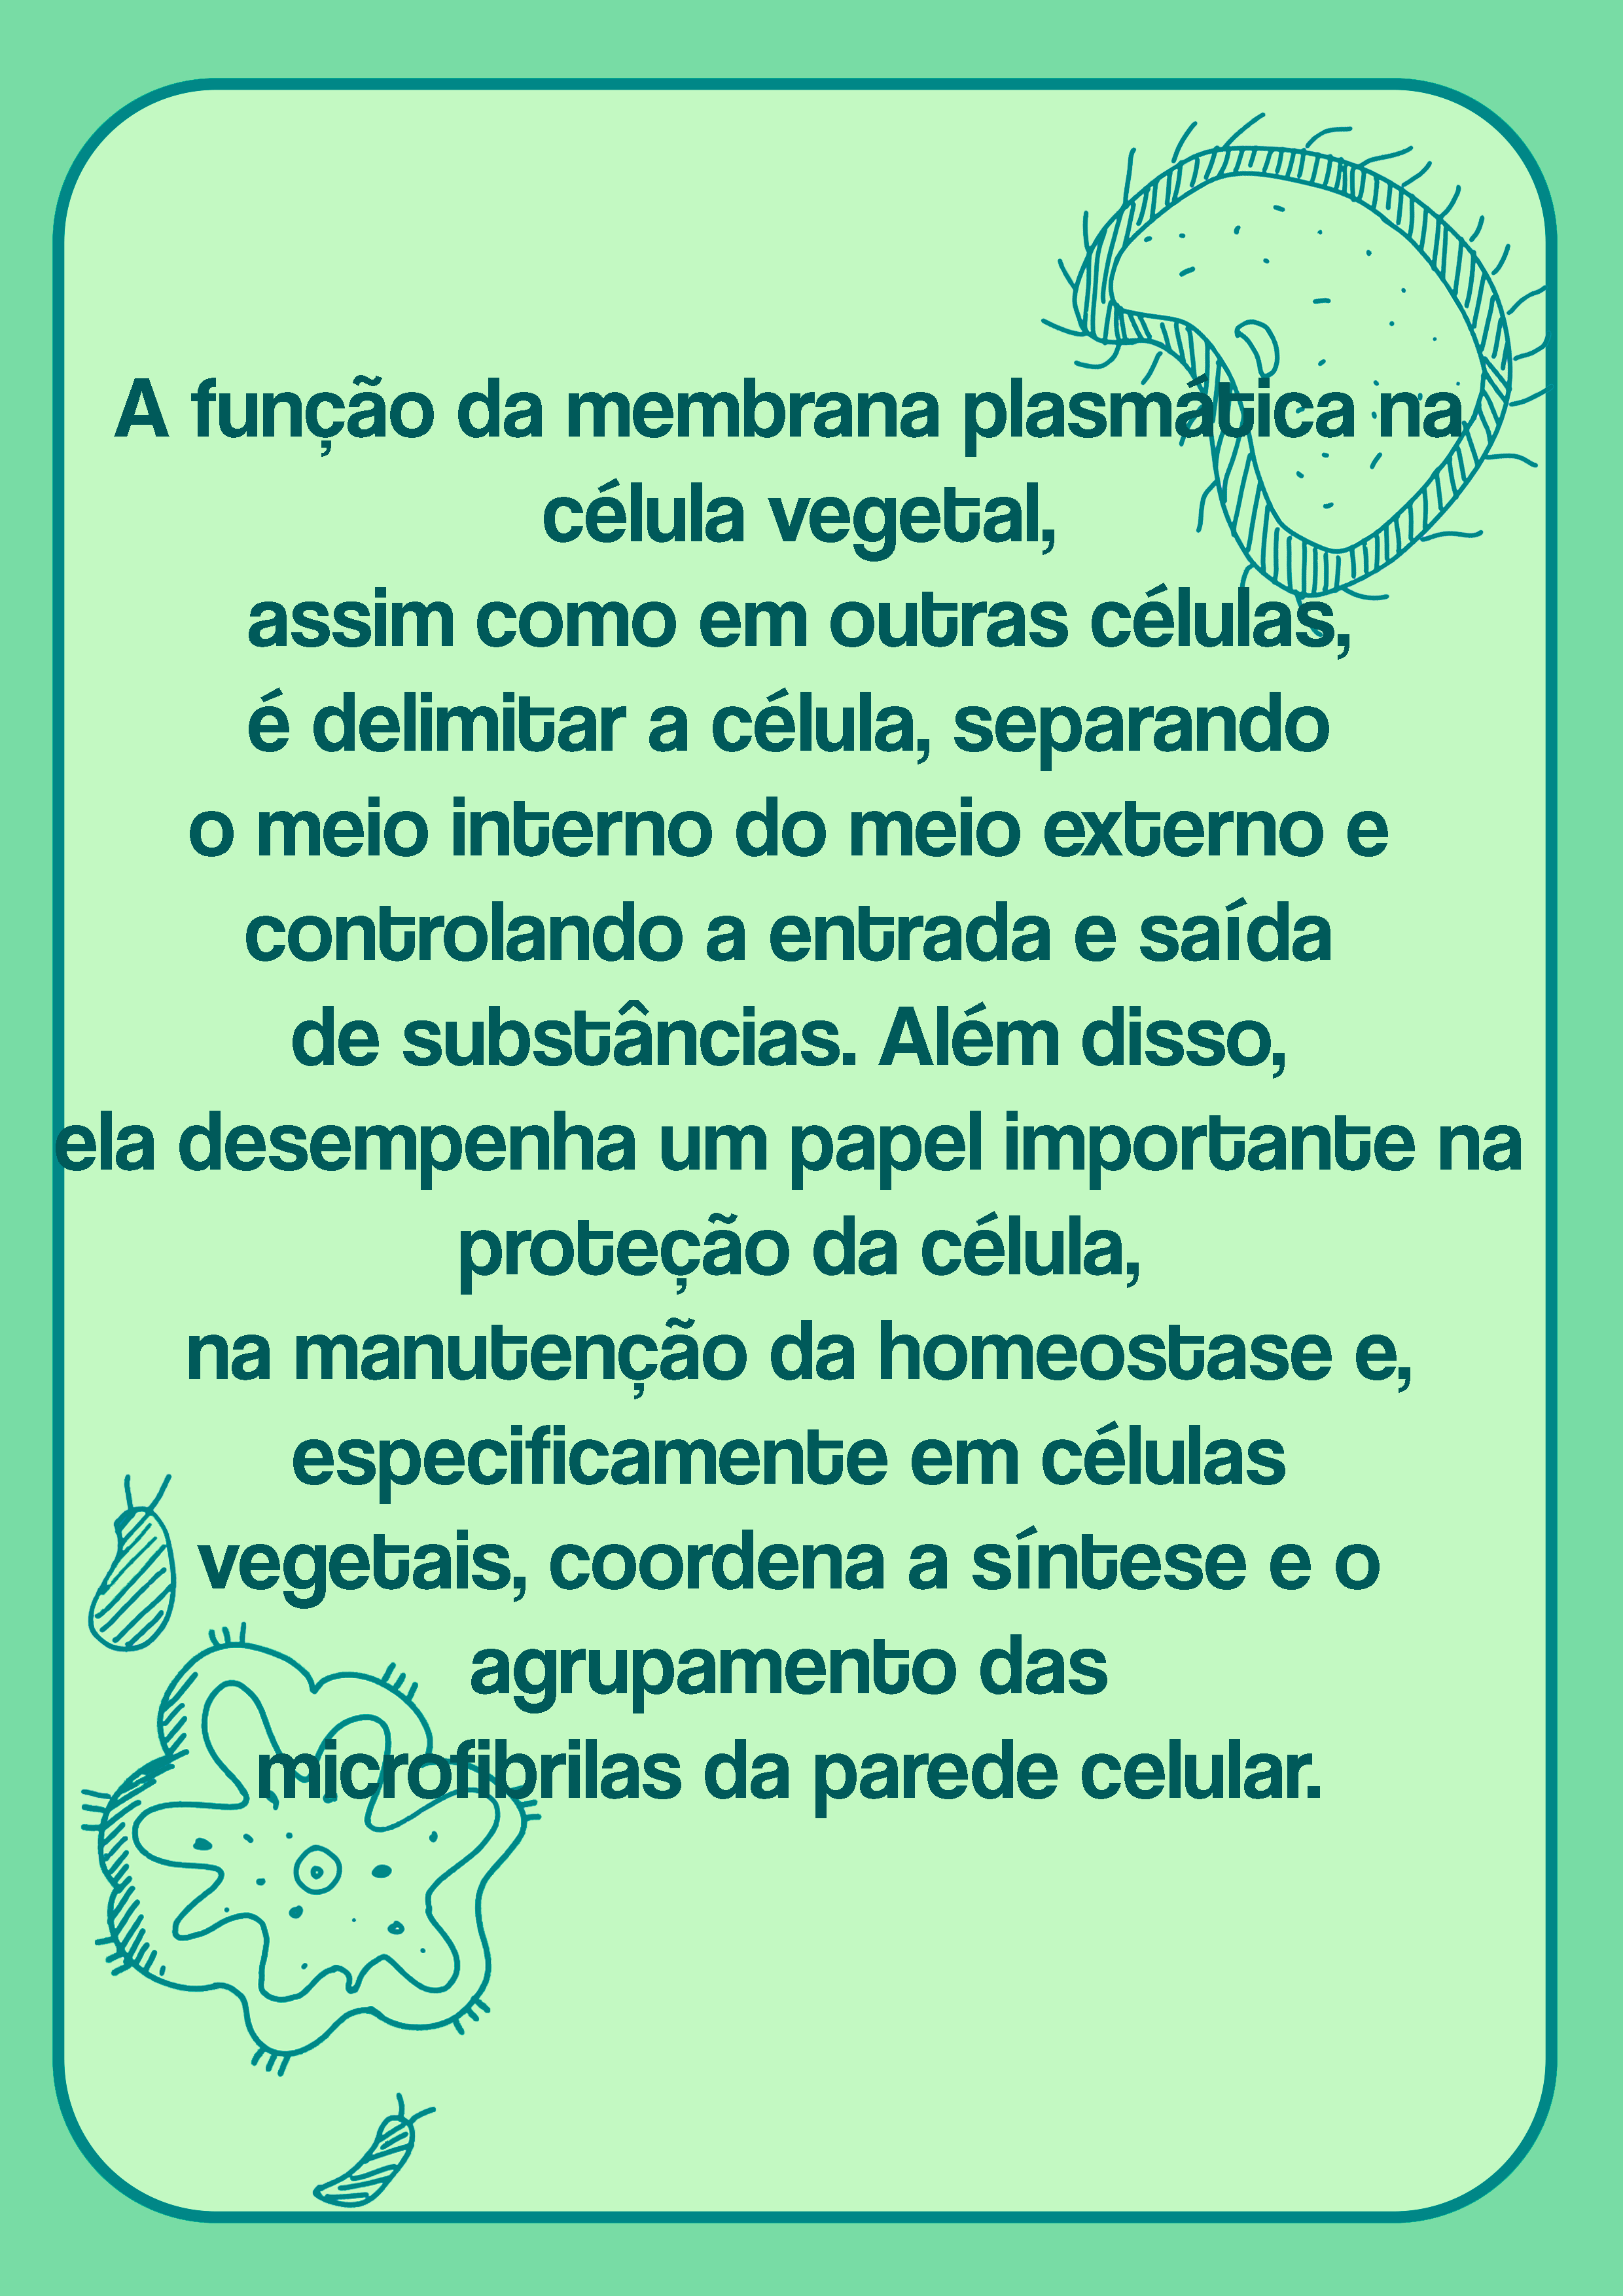 A função da membrana plasmática na
célula vegetal,
assim como em outras células,
é delimitar a célula, separando
o meio interno do meio externo e
controlando a entrada e saída
de substâncias. Além disso,
ela desempenha um papel importante na
proteção da célula,
na manutenção da homeostase e,
especificamente em células
vegetais, coordena a síntese e o
agrupamento das
microfibrilas da parede celular.